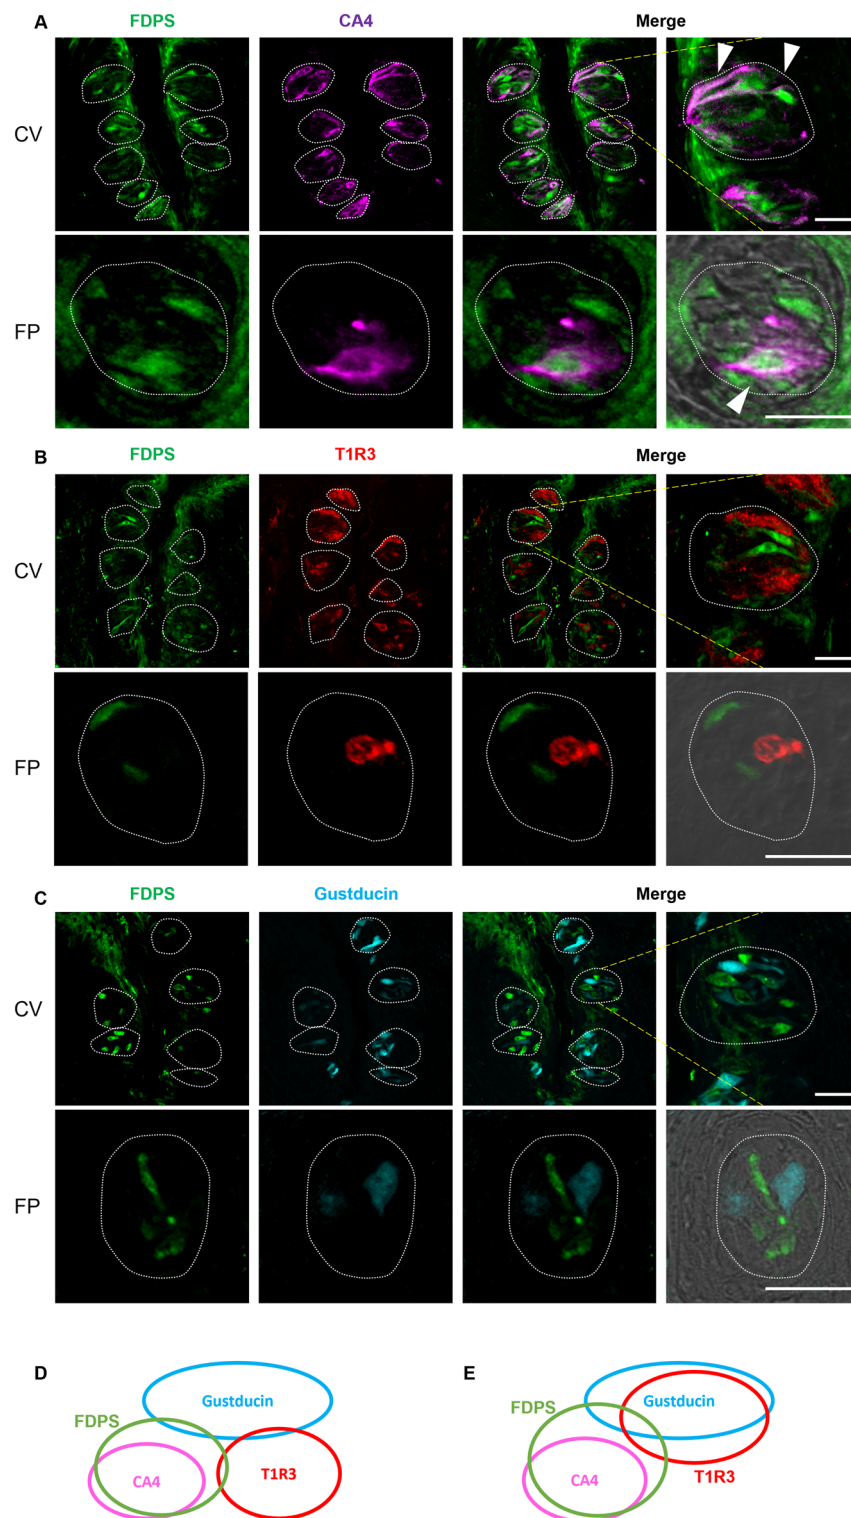 A
FDPS CA4 Merge
CV
FP
B
FDPS T1R3 Merge
CV
FP
C
FDPS Gustducin Merge
CV
FP
D E
Gustducin Gustducin
FDPS FDPS
CA4 T1R3 CA4 T1R3